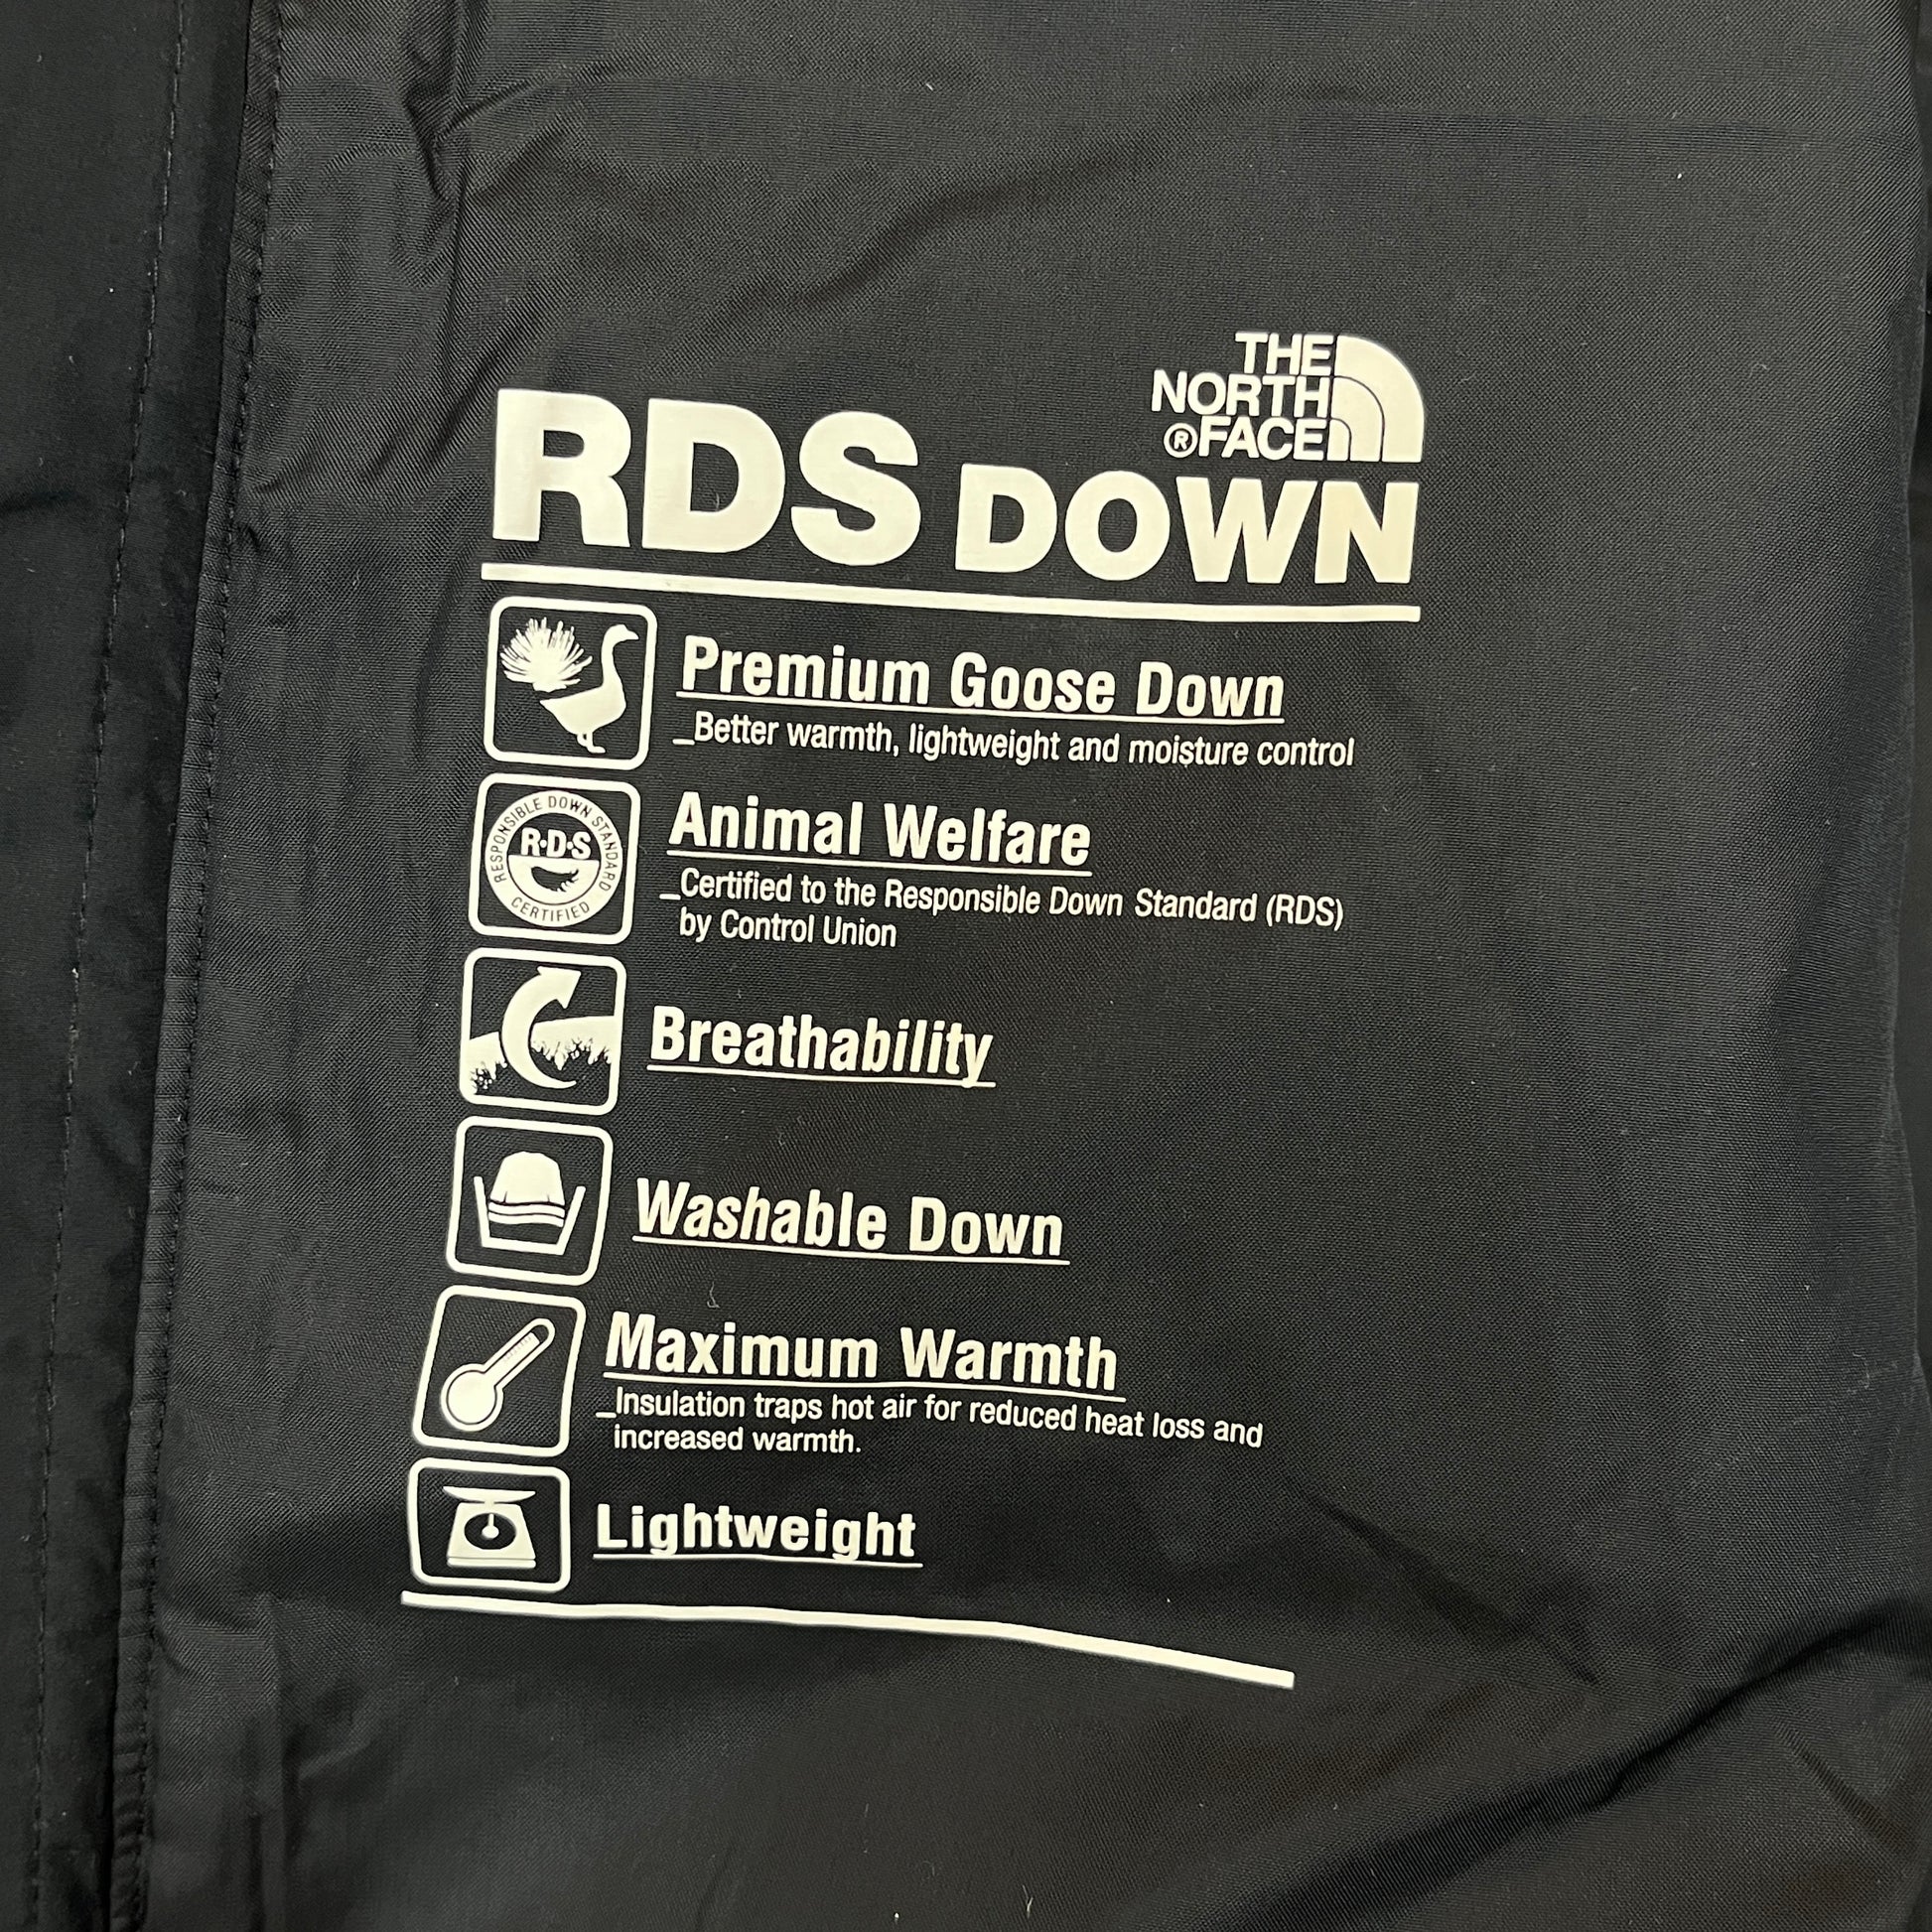 THE
NORTH
®FACE
RDS DOWN
Premium Goose Down
_Better warmth, lightweight and moisture control
RESPONSIBLE DOWN STANDARD
R·D·S
CERTIFIED
Animal Welfare
_Certified to the Responsible Down Standard (RDS)
by Control Union
Breathability
Washable Down
Maximum Warmth
_Insulation traps hot air for reduced heat loss and
increased warmth.
Lightweight